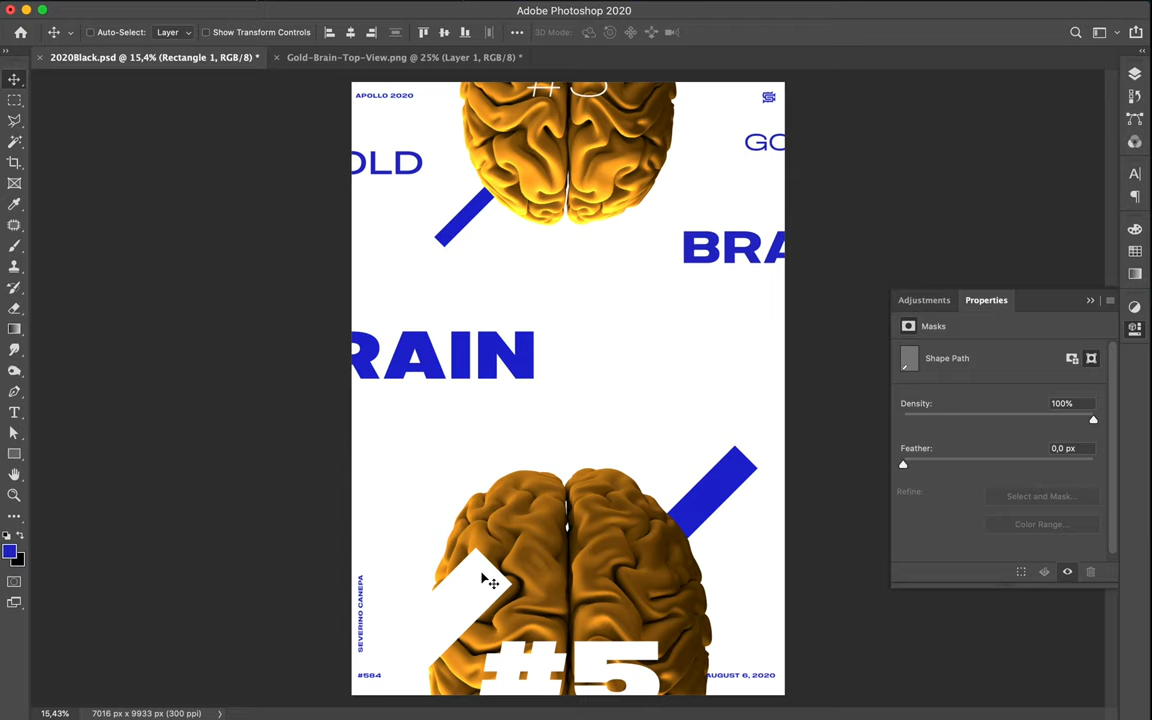 Adobe Photoshop 2020
Auto-Select:
Layer
Show Transform Controls
3D Mode:
2020Black.psd @ 15,4% (Rectangle 1, RGB/8) *
Gold-Brain-Top-View.png @ 25% (Layer 1, RGB/8) *
#5
APOLLO 2020
OLD
GO
BRA
RAIN
SEVERINO CANEPA
#5
#584
AUGUST 6, 2020
Adjustments
Properties
Masks
Shape Path
Density:
100%
Feather:
0,0 px
Refine:
Select and Mask...
Color Range...
15,43%
7016 px x 9933 px (300 ppi)